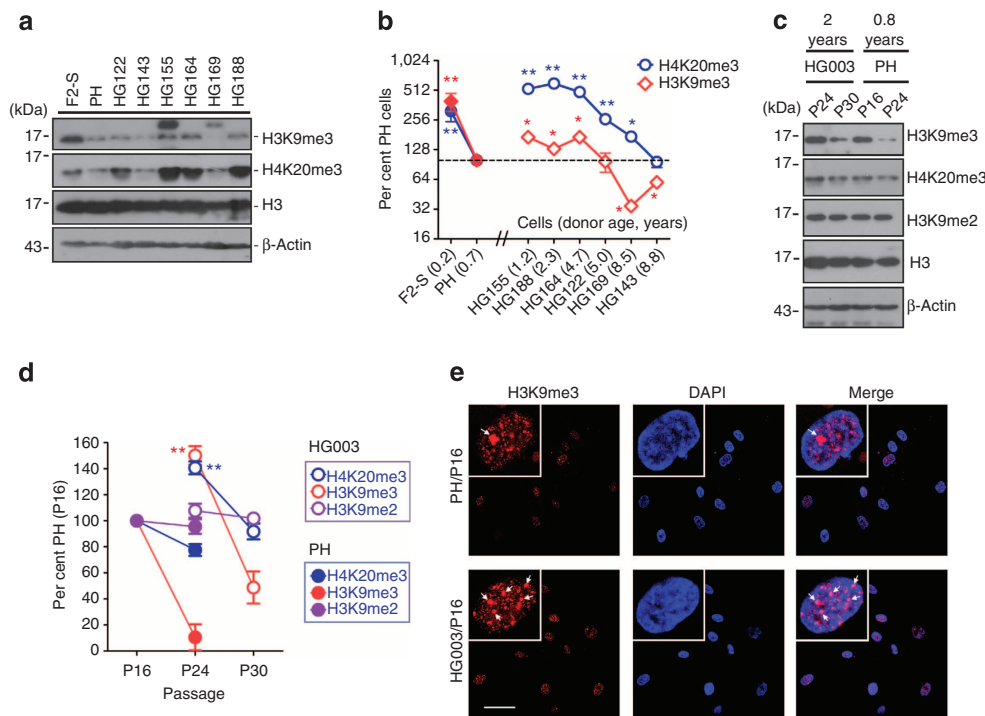 a
F2-S PH HG122 HG143 HG155 HG164 HG169 HG188
(kDa)
17- - H3K9me3
17-
- H4K20me3
17- - H3
43- - β-Actin
b
Per cent PH cells
1,024
512
256
128
64
32
16
H4K20me3
H3K9me3
** ** ** ** ** ** *
* * * * *
Cells (donor age, years)
F2-S (0.2) PH (0.7) HG155 (1.2) HG188 (2.3) HG164 (4.7) HG122 (5.0) HG169 (8.5) HG143 (8.8)
c
2 0.8
years years
HG003 PH
(kDa) P24 P30 P16 P24
17- H3K9me3
17-
H4K20me3
17- H3K9me2
17-
H3
43- β-Actin
d
Per cent PH (P16)
160
140
120
100
80
60
40
20
0
** **
P16 P24 P30
Passage
HG003
H4K20me3
H3K9me3
H3K9me2
PH
H4K20me3
H3K9me3
H3K9me2
e
H3K9me3 DAPI Merge
PH/P16
HG003/P16